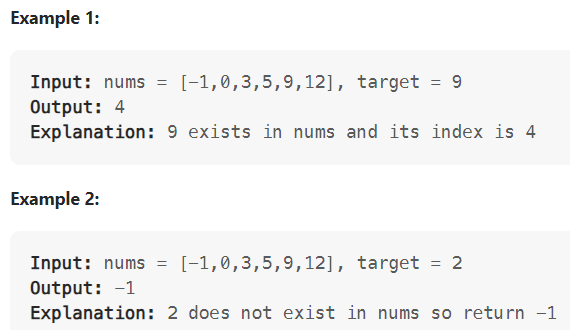 Example 1:
Input: nums = [-1,0,3,5,9,12], target = 9
Output: 4
Explanation: 9 exists in nums and its index is 4
Example 2:
Input: nums = [-1,0,3,5,9,12], target = 2
Output: -1
Explanation: 2 does not exist in nums so return -1